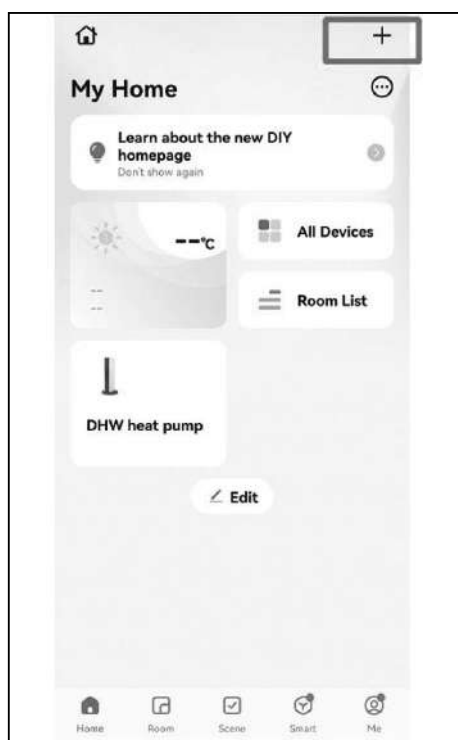 My Home
Learn about the new DIY
homepage
Don't show again
--°C
All Devices
--
--
Room List
DHW heat pump
Edit
Home Room Scene Smart Me